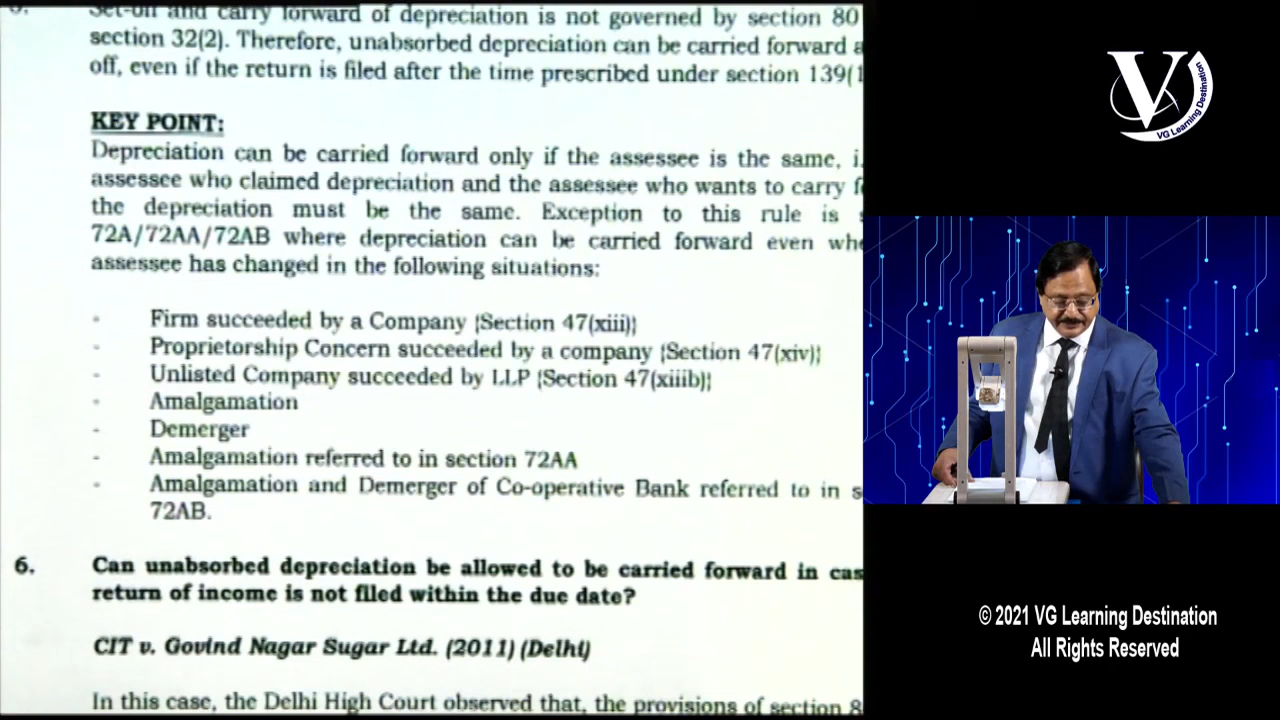 Set-off and carry forward of depreciation is not governed by section 80
section 32(2). Therefore, unabsorbed depreciation can be carried forward a
off, even if the return is filed after the time prescribed under section 139(1
KEY POINT:
Depreciation can be carried forward only if the assessee is the same, i.
assessee who claimed depreciation and the assessee who wants to carry f
the depreciation must be the same. Exception to this rule is s
72A/72AA/72AB where depreciation can be carried forward even whe
assessee has changed in the following situations:
- Firm succeeded by a Company {Section 47(xiii)}
- Proprietorship Concern succeeded by a company {Section 47(xiv)}
- Unlisted Company succeeded by LLP {Section 47(xiiib)}
- Amalgamation
- Demerger
- Amalgamation referred to in section 72AA
- Amalgamation and Demerger of Co-operative Bank referred to in s
72AB.
6. Can unabsorbed depreciation be allowed to be carried forward in cas
return of income is not filed within the due date?
CIT v. Govind Nagar Sugar Ltd. (2011) (Delhi)
In this case, the Delhi High Court observed that, the provisions of section 8
V
VG Learning Destination
© 2021 VG Learning Destination
All Rights Reserved